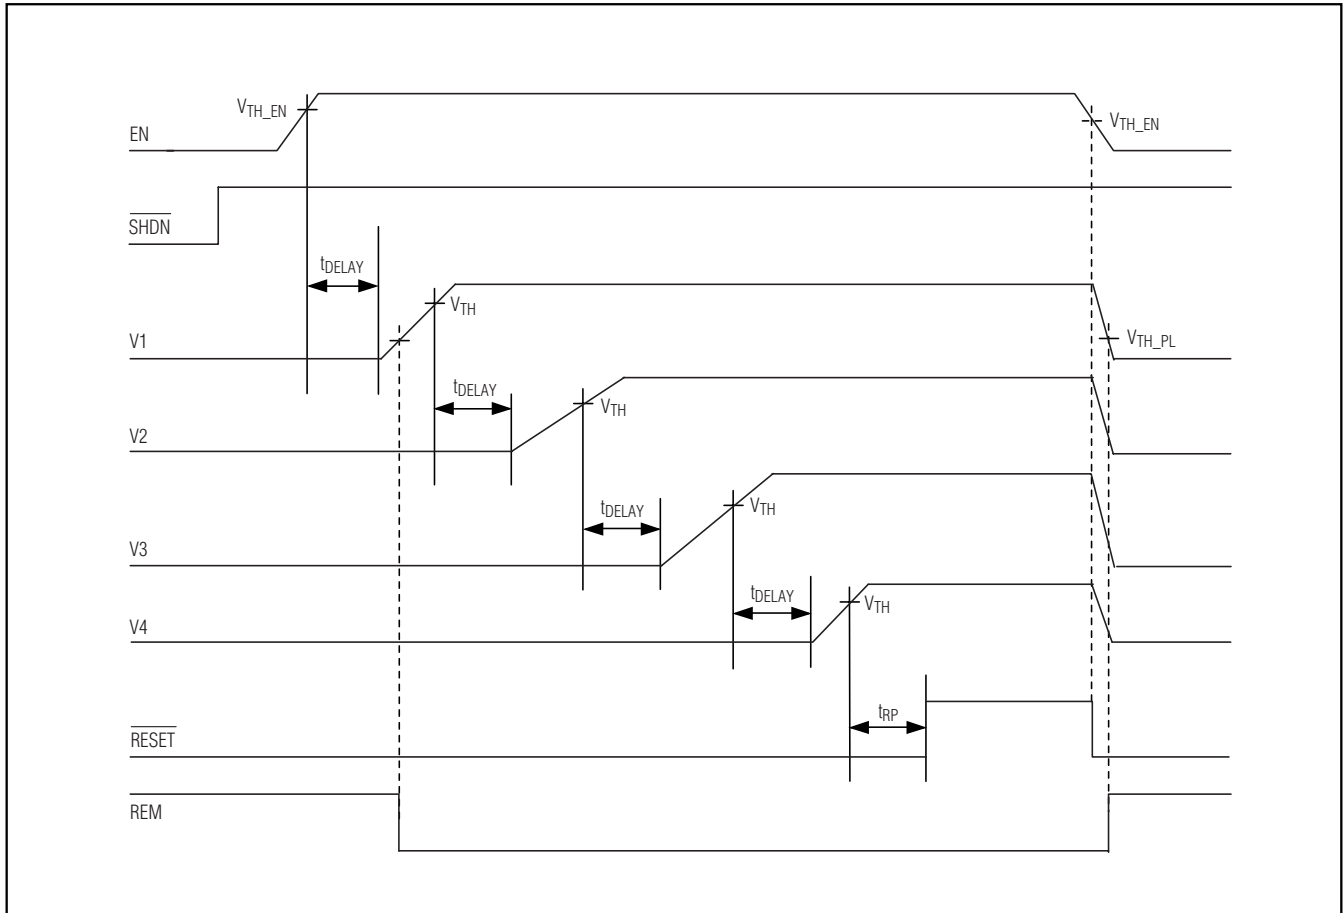 V_TH_EN
V_TH_EN
EN
SHDN
t_DELAY
V_TH
V1
V_TH_PL
t_DELAY
V_TH
V2
t_DELAY
V_TH
V3
t_DELAY
V_TH
V4
t_RP
RESET
REM